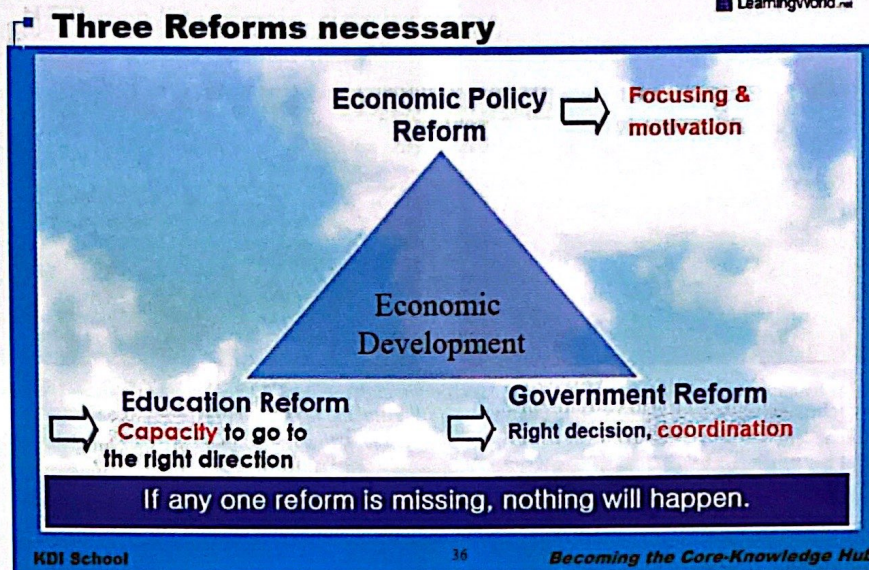 LearningWorld.net
Three Reforms necessary
Economic Policy
Reform
Focusing &
motivation
Economic
Development
Education Reform
Capacity to go to
the right direction
Government Reform
Right decision, coordination
If any one reform is missing, nothing will happen.
KDI School
36
Becoming the Core-Knowledge Hub